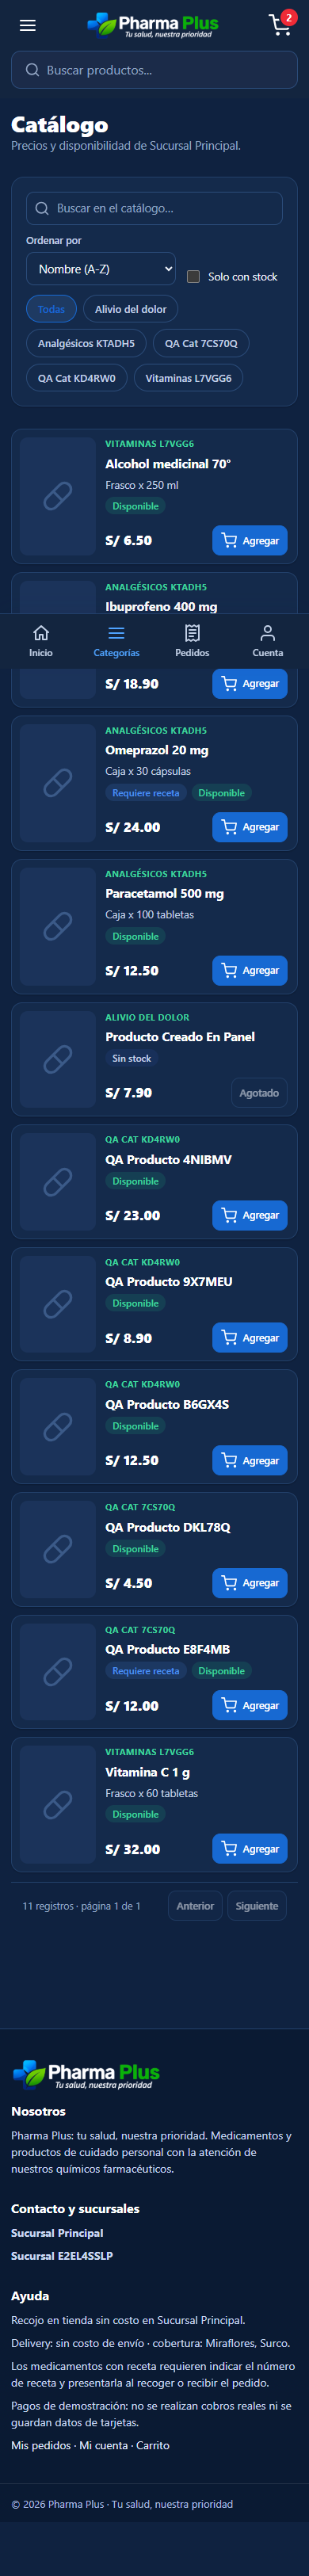 Pharma Plus
Tu salud, nuestra prioridad
2
Buscar productos...
Catálogo
Precios y disponibilidad de Sucursal Principal.
Buscar en el catálogo...
Ordenar por
Nombre (A-Z)
Solo con stock
Todas
Alivio del dolor
Analgésicos KTADH5
QA Cat 7CS70Q
QA Cat KD4RW0
Vitaminas L7VGG6
VITAMINAS L7VGG6
Alcohol medicinal 70°
Frasco x 250 ml
Disponible
S/ 6.50
Agregar
ANALGÉSICOS KTADH5
Ibuprofeno 400 mg
Inicio
Categorías
Pedidos
Cuenta
S/ 18.90
Agregar
ANALGÉSICOS KTADH5
Omeprazol 20 mg
Caja x 30 cápsulas
Requiere receta
Disponible
S/ 24.00
Agregar
ANALGÉSICOS KTADH5
Paracetamol 500 mg
Caja x 100 tabletas
Disponible
S/ 12.50
Agregar
ALIVIO DEL DOLOR
Producto Creado En Panel
Sin stock
S/ 7.90
Agotado
QA CAT KD4RW0
QA Producto 4NIBMV
Disponible
S/ 23.00
Agregar
QA CAT KD4RW0
QA Producto 9X7MEU
Disponible
S/ 8.90
Agregar
QA CAT KD4RW0
QA Producto B6GX4S
Disponible
S/ 12.50
Agregar
QA CAT 7CS70Q
QA Producto DKL78Q
Disponible
S/ 4.50
Agregar
QA CAT 7CS70Q
QA Producto E8F4MB
Requiere receta
Disponible
S/ 12.00
Agregar
VITAMINAS L7VGG6
Vitamina C 1 g
Frasco x 60 tabletas
Disponible
S/ 32.00
Agregar
11 registros · página 1 de 1
Anterior
Siguiente
Pharma Plus
Tu salud, nuestra prioridad
Nosotros
Pharma Plus: tu salud, nuestra prioridad. Medicamentos y
productos de cuidado personal con la atención de
nuestros químicos farmacéuticos.
Contacto y sucursales
Sucursal Principal
Sucursal E2EL4SSLP
Ayuda
Recojo en tienda sin costo en Sucursal Principal.
Delivery: sin costo de envío · cobertura: Miraflores, Surco.
Los medicamentos con receta requieren indicar el número
de receta y presentarla al recoger o recibir el pedido.
Pagos de demostración: no se realizan cobros reales ni se
guardan datos de tarjetas.
Mis pedidos · Mi cuenta · Carrito
© 2026 Pharma Plus · Tu salud, nuestra prioridad